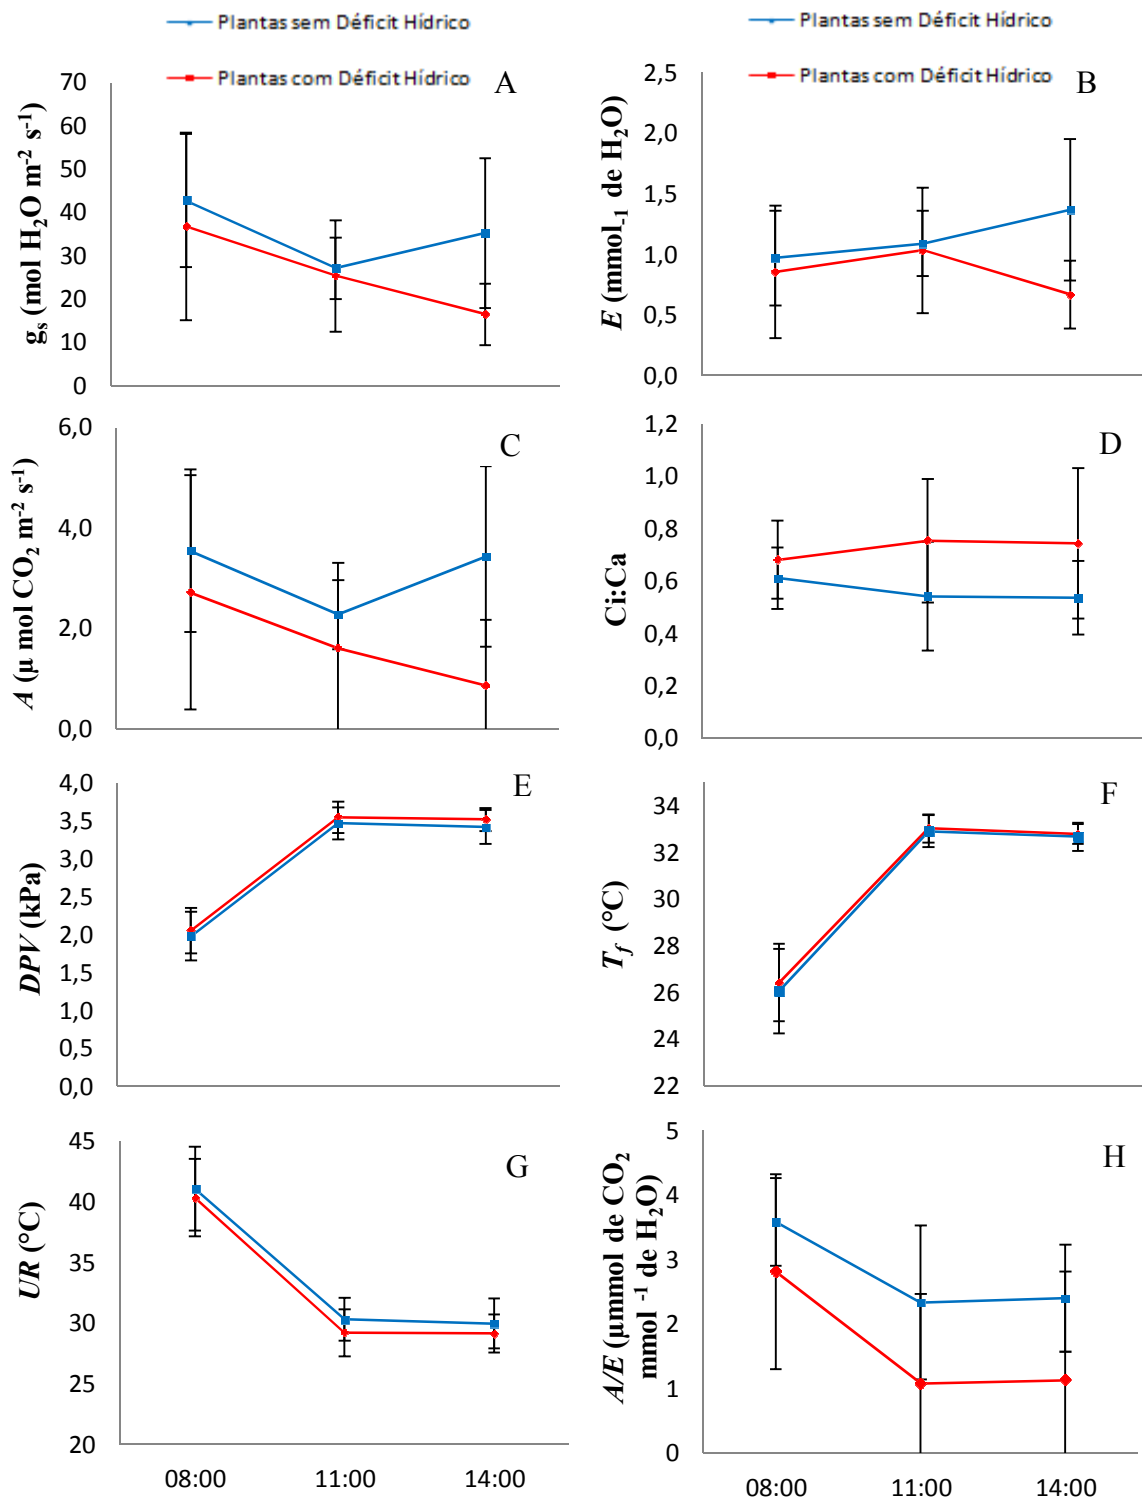 Plantas sem Déficit Hídrico
Plantas com Déficit Hídrico
A
gs (mol H2O m-2 s-1)
70
60
50
40
30
20
10
0
Plantas sem Déficit Hídrico
Plantas com Déficit Hídrico
B
E (mmol-1 de H2O)
2,5
2,0
1,5
1,0
0,5
0,0
C
A (µ mol CO2 m-2 s-1)
6,0
4,0
2,0
0,0
D
Ci:Ca
1,2
1,0
0,8
0,6
0,4
0,2
0,0
E
DPV (kPa)
4,0
3,5
3,0
2,5
2,0
1,5
1,0
0,5
0,0
F
Tf (°C)
34
32
30
28
26
24
22
G
UR (°C)
45
40
35
30
25
20
08:00 11:00 14:00
H
A/E (µmmol de CO2
mmol -1 de H2O)
5
4
3
2
1
0
08:00 11:00 14:00